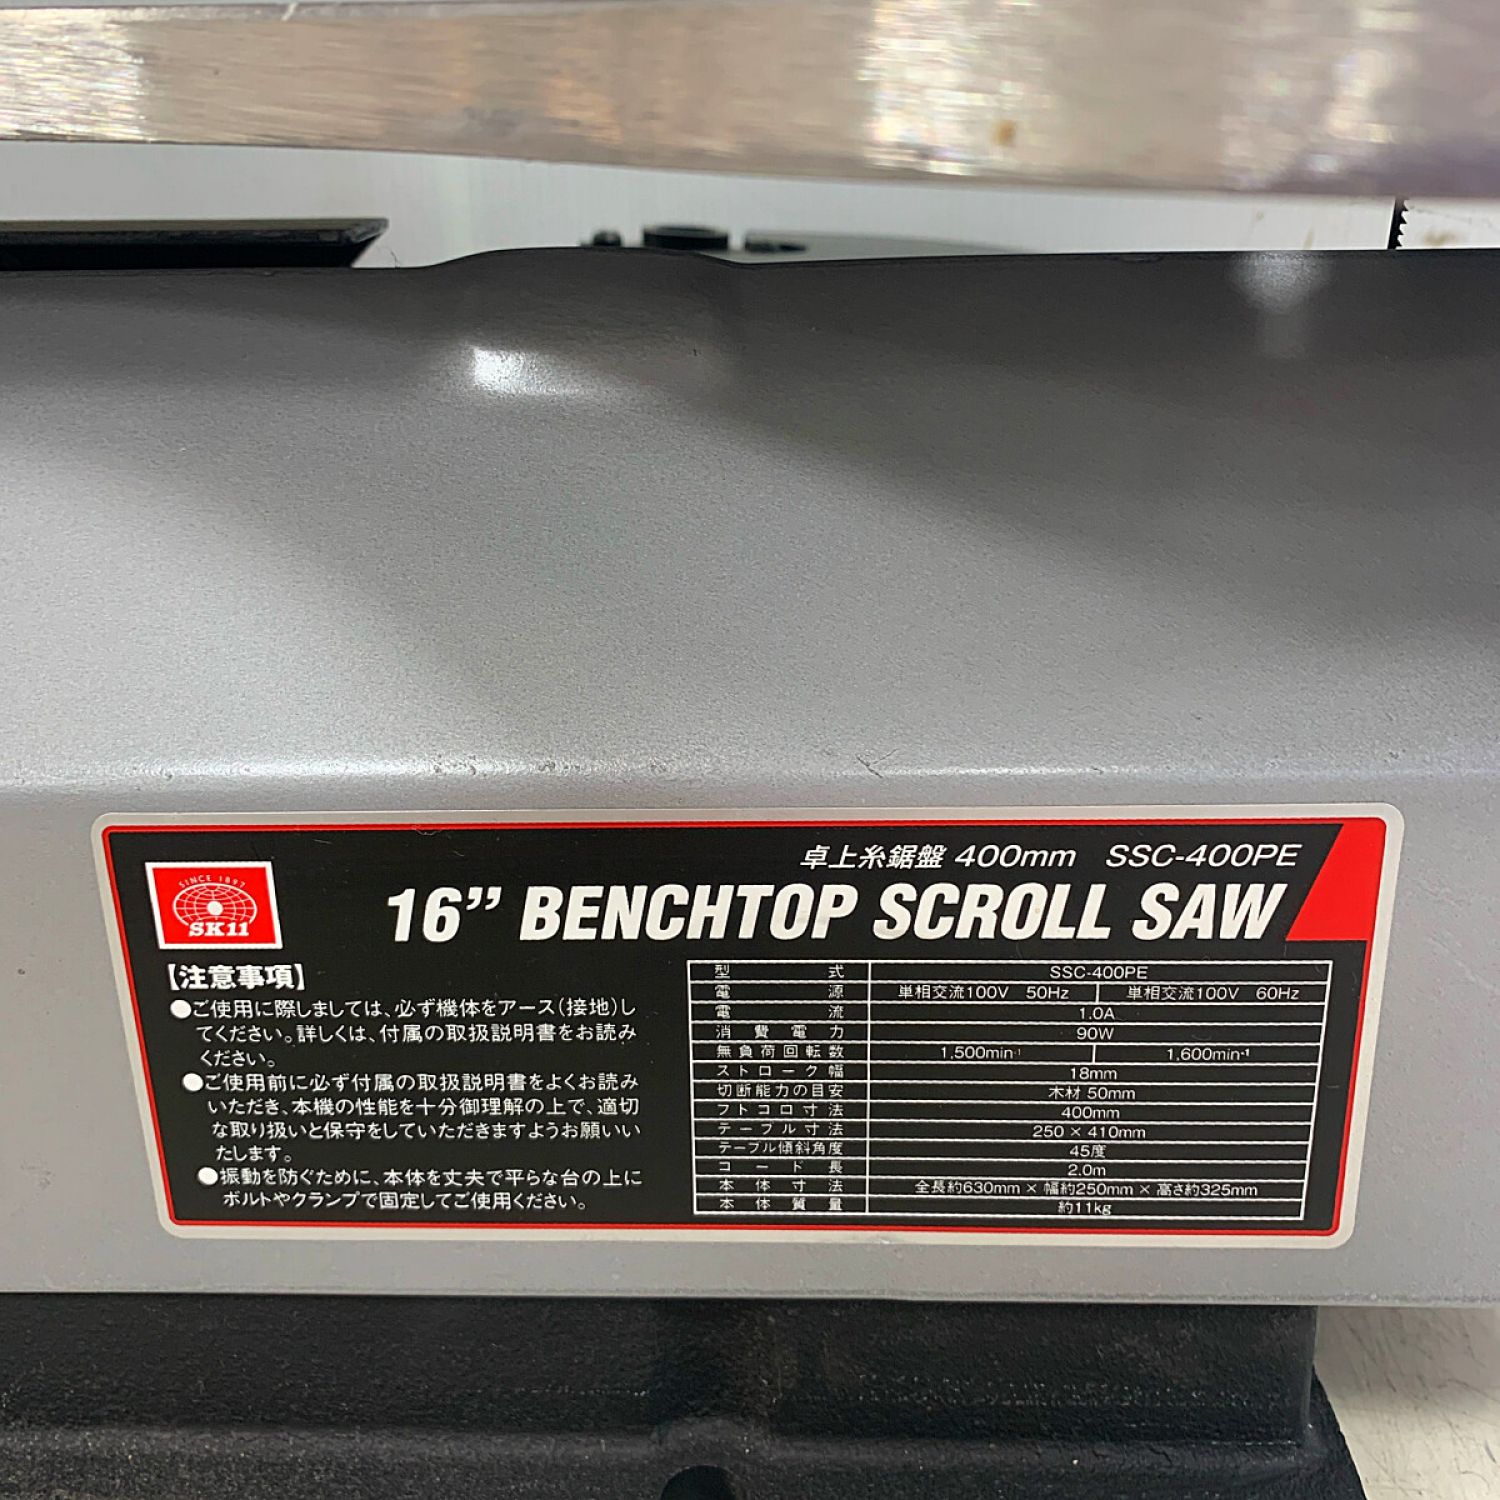 卓上糸鋸盤 400mm SSC-400PE
16” BENCHTOP SCROLL SAW
SINCE 1897
SK11
【注意事項】
●ご使用に際しましては、必ず機体をアース(接地)し
てください。詳しくは、付属の取扱説明書をお読み
ください。
●ご使用前に必ず付属の取扱説明書をよくお読み
いただき、本機の性能を十分御理解の上で、適切
な取り扱いと保守をしていただきますようお願いい
たします。
●振動を防ぐために、本体を丈夫で平らな台の上に
ボルトやクランプで固定してご使用ください。
型式 SSC-400PE
電源 単相交流100V 50Hz 単相交流100V 60Hz
電流 1.0A
消費電力 90W
無負荷回転数 1.500min-1 1.600min-1
ストローク幅 18mm
切断能力の目安 木材 50mm
フトコロ寸法 400mm
テーブル寸法 250 × 410mm
テーブル傾斜角度 45度
コード長 2.0m
本体寸法 全長約630mm × 幅約250mm × 高さ約325mm
本体質量 約11kg